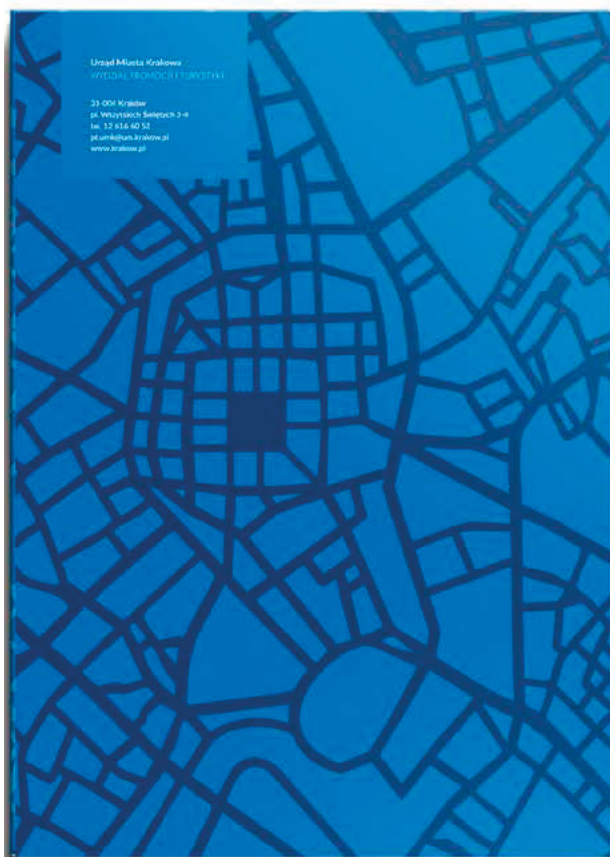 Urząd Miasta Krakowa
WYDZIAŁ PROMOCJI I TURYSTYKI
31-004 Kraków
pl. Wszystkich Świętych 3-4
tel. 12 616 60 52
pt.umk@um.krakow.pl
www.krakow.pl